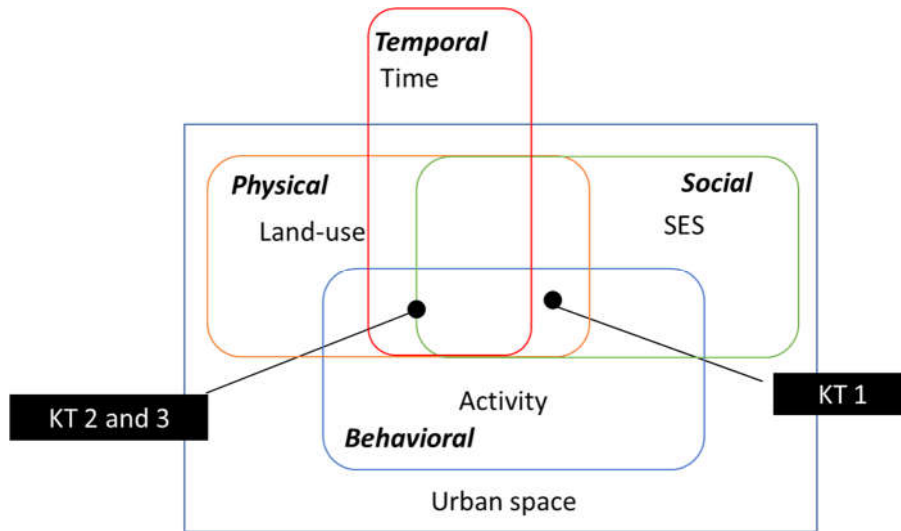 Temporal
Time
Physical
Social
Land-use
SES
KT 1
Activity
KT 2 and 3
Behavioral
Urban space